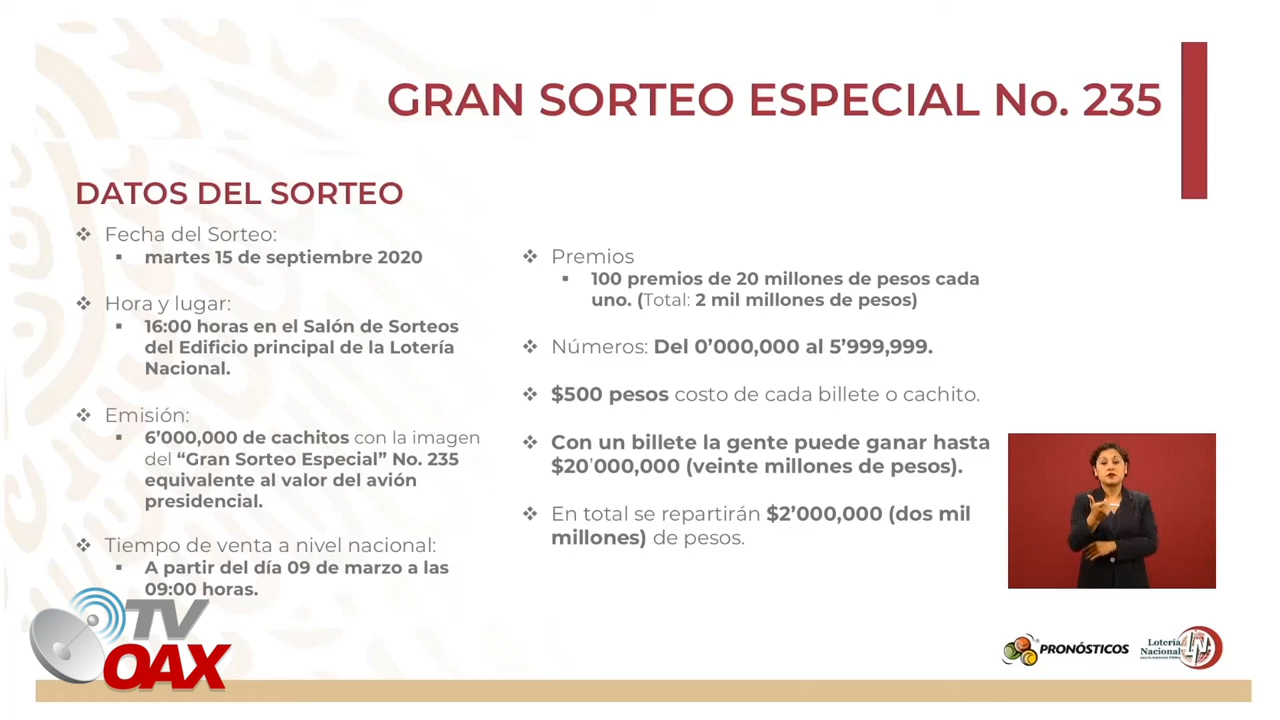 GRAN SORTEO ESPECIAL No. 235
DATOS DEL SORTEO
❖ Fecha del Sorteo:
▪ martes 15 de septiembre 2020
❖ Hora y lugar:
▪ 16:00 horas en el Salón de Sorteos
del Edificio principal de la Lotería
Nacional.
❖ Emisión:
▪ 6’000,000 de cachitos con la imagen
del “Gran Sorteo Especial” No. 235
equivalente al valor del avión
presidencial.
❖ Tiempo de venta a nivel nacional:
▪ A partir del día 09 de marzo a las
09:00 horas.
❖ Premios
▪ 100 premios de 20 millones de pesos cada
uno. (Total: 2 mil millones de pesos)
❖ Números: Del 0’000,000 al 5’999,999.
❖ $500 pesos costo de cada billete o cachito.
❖ Con un billete la gente puede ganar hasta
$20’000,000 (veinte millones de pesos).
❖ En total se repartirán $2’000,000 (dos mil
millones) de pesos.
TV
OAX
PRONÓSTICOS
Lotería
Nacional